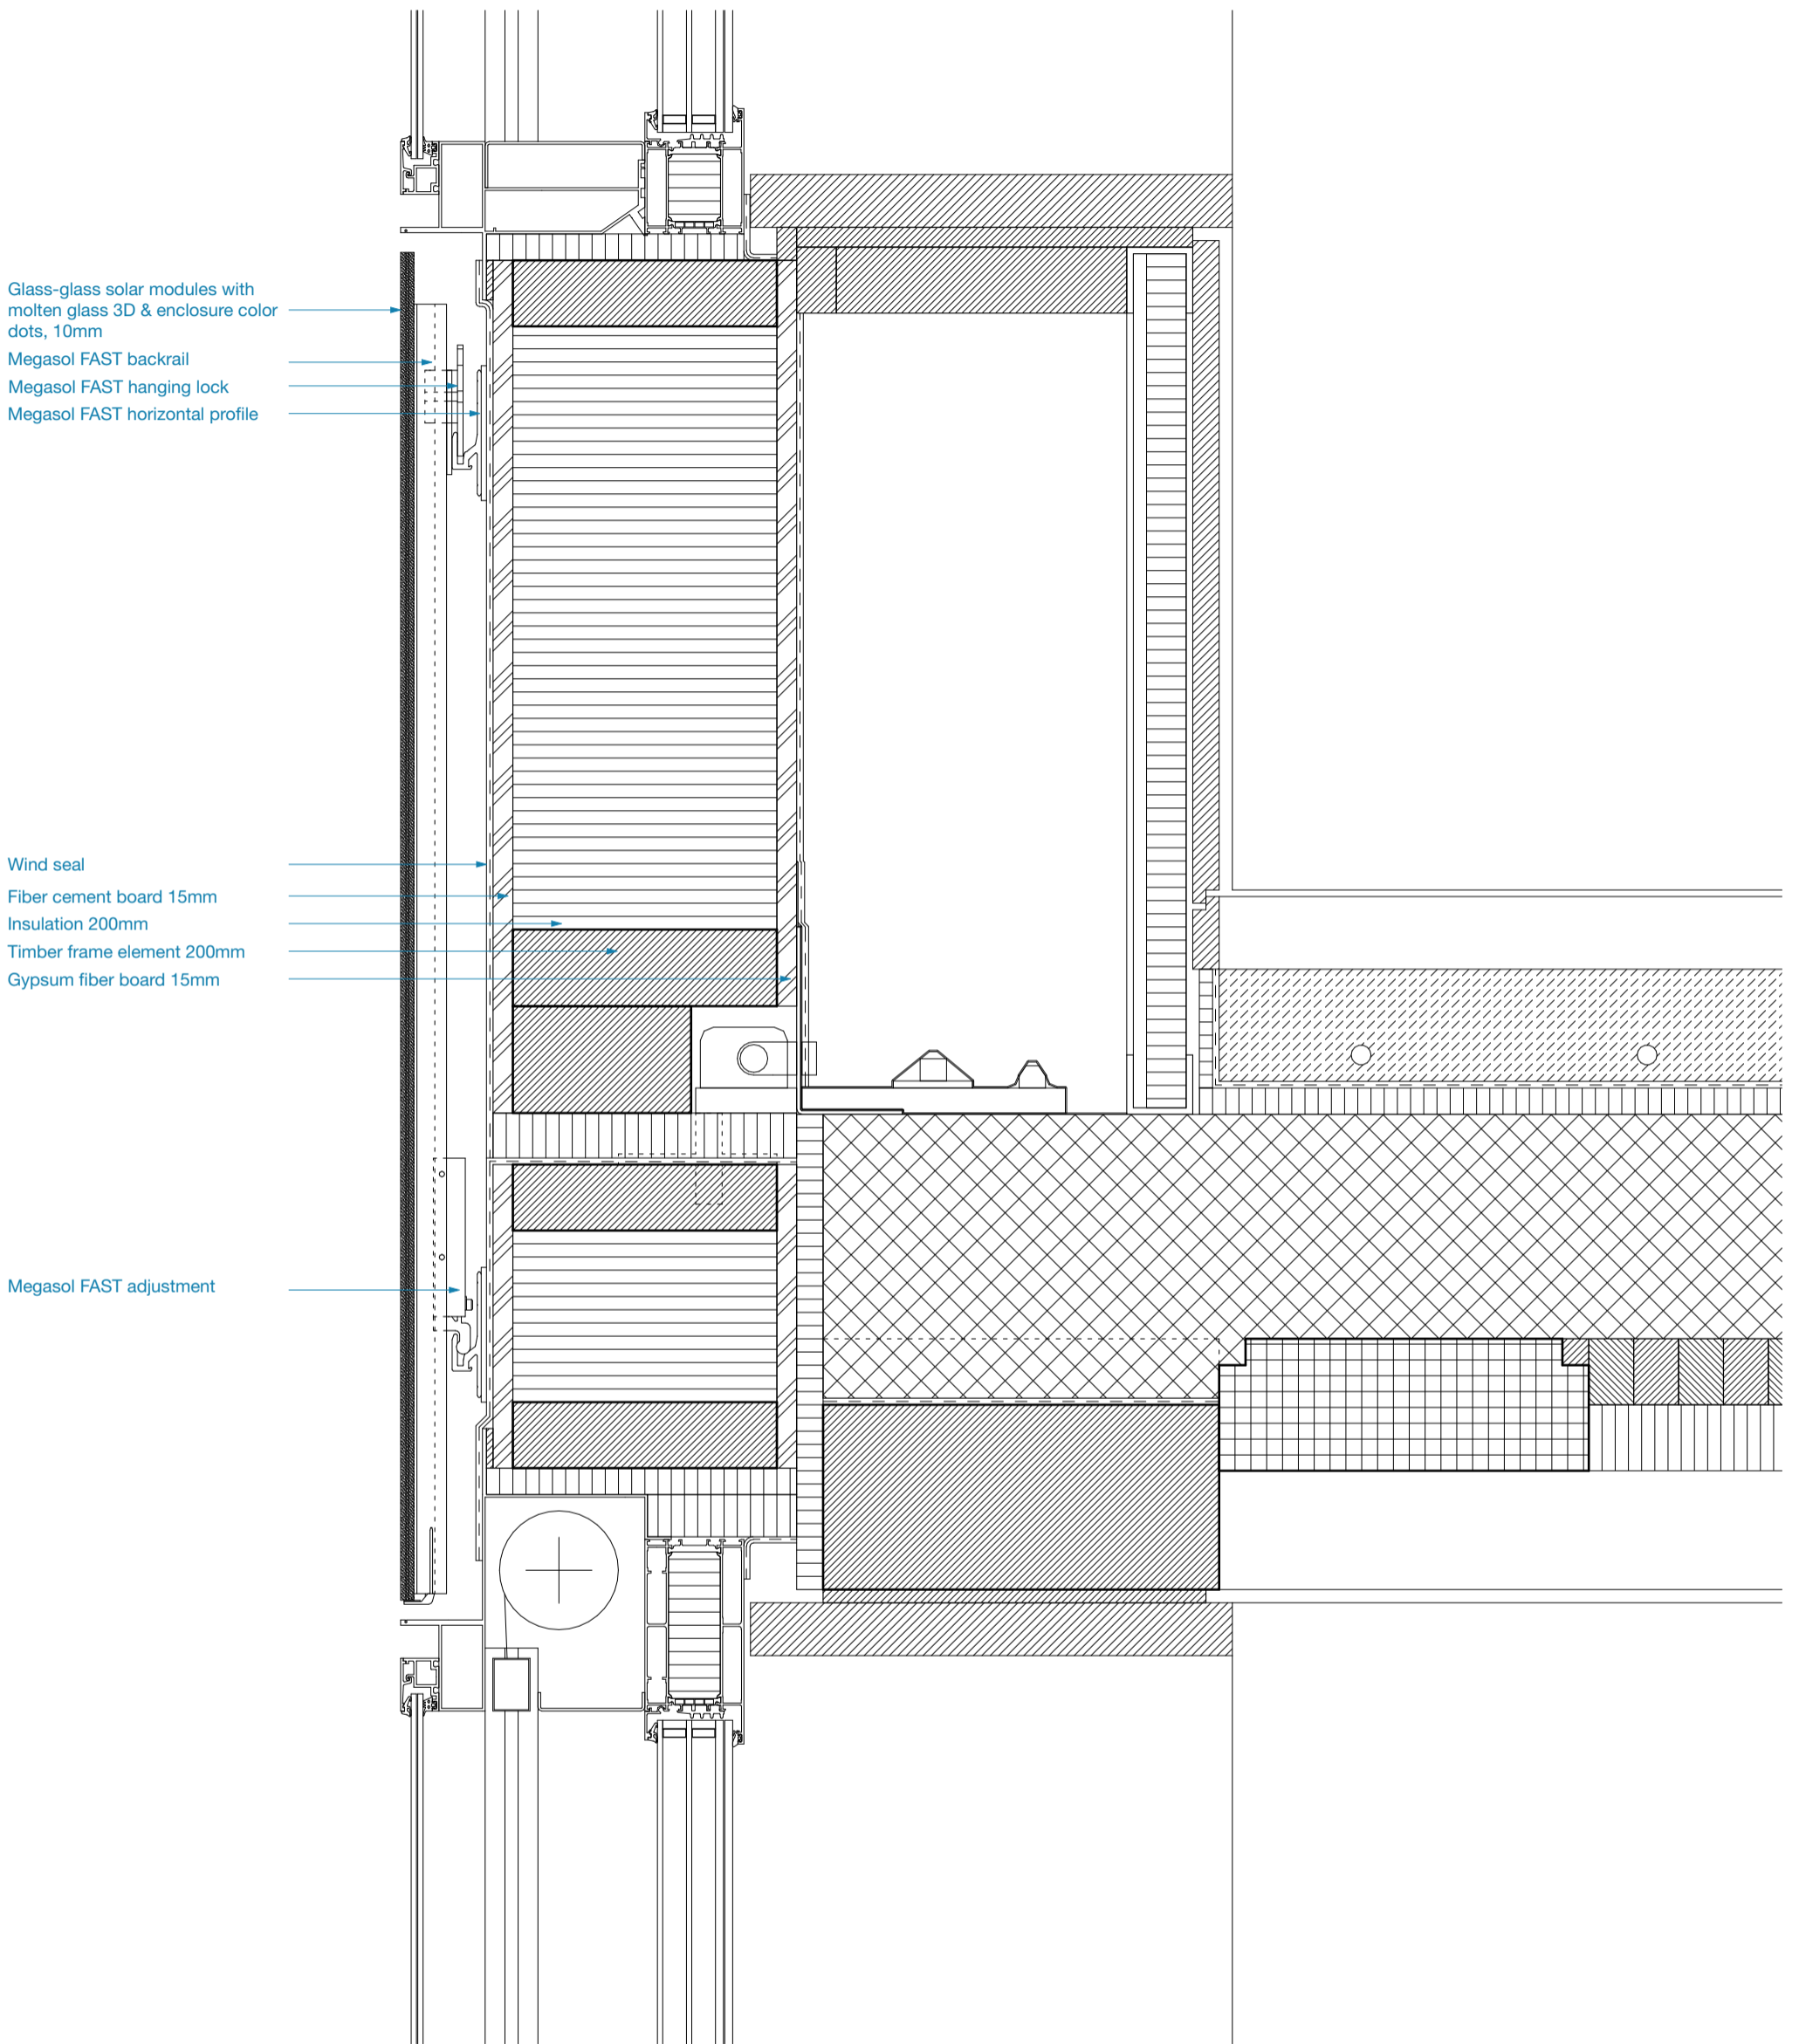 Glass-glass solar modules with
molten glass 3D & enclosure color
dots, 10mm
Megasol FAST backrail
Megasol FAST hanging lock
Megasol FAST horizontal profile
Wind seal
Fiber cement board 15mm
Insulation 200mm
Timber frame element 200mm
Gypsum fiber board 15mm
Megasol FAST adjustment